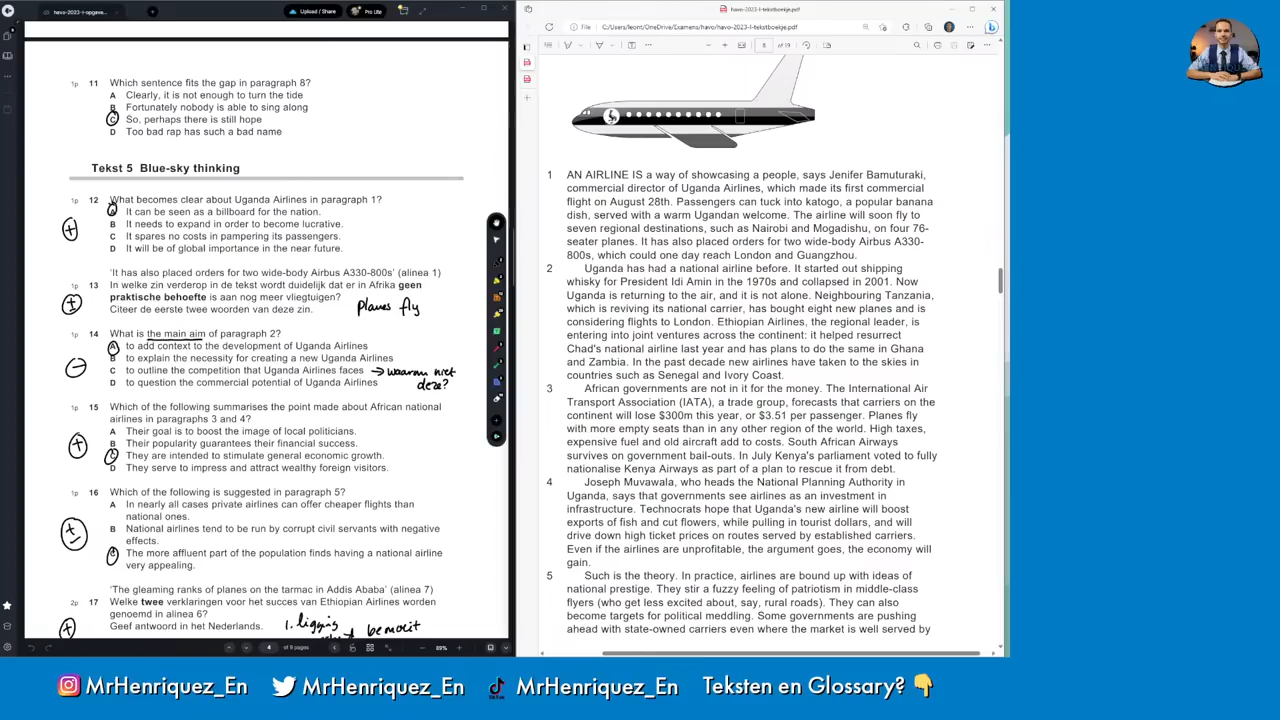 havo-2023-I-opgave...
Upload / Share
Pro Lite
1p 11 Which sentence fits the gap in paragraph 8?
A Clearly, it is not enough to turn the tide
B Fortunately nobody is able to sing along
C So, perhaps there is still hope
D Too bad rap has such a bad name
Tekst 5 Blue-sky thinking
1p 12 What becomes clear about Uganda Airlines in paragraph 1?
A It can be seen as a billboard for the nation.
B It needs to expand in order to become lucrative.
C It spares no costs in pampering its passengers.
D It will be of global importance in the near future.
'It has also placed orders for two wide-body Airbus A330-800s' (alinea 1)
1p 13 In welke zin verderop in de tekst wordt duidelijk dat er in Afrika geen
praktische behoefte is aan nog meer vliegtuigen?
Citeer de eerste twee woorden van deze zin.
planes fly
1p 14 What is the main aim of paragraph 2?
A to add context to the development of Uganda Airlines
B to explain the necessity for creating a new Uganda Airlines
C to outline the competition that Uganda Airlines faces → waarom niet
deze?
D to question the commercial potential of Uganda Airlines
1p 15 Which of the following summarises the point made about African national
airlines in paragraphs 3 and 4?
A Their goal is to boost the image of local politicians.
B Their popularity guarantees their financial success.
C They are intended to stimulate general economic growth.
D They serve to impress and attract wealthy foreign visitors.
1p 16 Which of the following is suggested in paragraph 5?
A In nearly all cases private airlines can offer cheaper flights than
national ones.
B National airlines tend to be run by corrupt civil servants with negative
effects.
The more affluent part of the population finds having a national airline
very appealing.
'The gleaming ranks of planes on the tarmac in Addis Ababa' (alinea 7)
2p 17 Welke twee verklaringen voor het succes van Ethiopian Airlines worden
genoemd in alinea 6?
Geef antwoord in het Nederlands.
1. ligging
bemoeit
4 of 9 pages
89%
havo-2023-I-tekstboekje.pdf
File C:/Users/leont/OneDrive/Examens/havo/havo-2023-I-tekstboekje.pdf
8 of 19
1 AN AIRLINE IS a way of showcasing a people, says Jenifer Bamuturaki,
commercial director of Uganda Airlines, which made its first commercial
flight on August 28th. Passengers can tuck into katogo, a popular banana
dish, served with a warm Ugandan welcome. The airline will soon fly to
seven regional destinations, such as Nairobi and Mogadishu, on four 76-
seater planes. It has also placed orders for two wide-body Airbus A330-
800s, which could one day reach London and Guangzhou.
2 Uganda has had a national airline before. It started out shipping
whisky for President Idi Amin in the 1970s and collapsed in 2001. Now
Uganda is returning to the air, and it is not alone. Neighbouring Tanzania,
which is reviving its national carrier, has bought eight new planes and is
considering flights to London. Ethiopian Airlines, the regional leader, is
entering into joint ventures across the continent: it helped resurrect
Chad's national airline last year and has plans to do the same in Ghana
and Zambia. In the past decade new airlines have taken to the skies in
countries such as Senegal and Ivory Coast.
3 African governments are not in it for the money. The International Air
Transport Association (IATA), a trade group, forecasts that carriers on the
continent will lose $300m this year, or $3.51 per passenger. Planes fly
with more empty seats than in any other region of the world. High taxes,
expensive fuel and old aircraft add to costs. South African Airways
survives on government bail-outs. In July Kenya's parliament voted to fully
nationalise Kenya Airways as part of a plan to rescue it from debt.
4 Joseph Muvawala, who heads the National Planning Authority in
Uganda, says that governments see airlines as an investment in
infrastructure. Technocrats hope that Uganda's new airline will boost
exports of fish and cut flowers, while pulling in tourist dollars, and will
drive down high ticket prices on routes served by established carriers.
Even if the airlines are unprofitable, the argument goes, the economy will
gain.
5 Such is the theory. In practice, airlines are bound up with ideas of
national prestige. They stir a fuzzy feeling of patriotism in middle-class
flyers (who get less excited about, say, rural roads). They can also
become targets for political meddling. Some governments are pushing
ahead with state-owned carriers even where the market is well served by
MrHenriquez_En MrHenriquez_En MrHenriquez_En Teksten en Glossary?